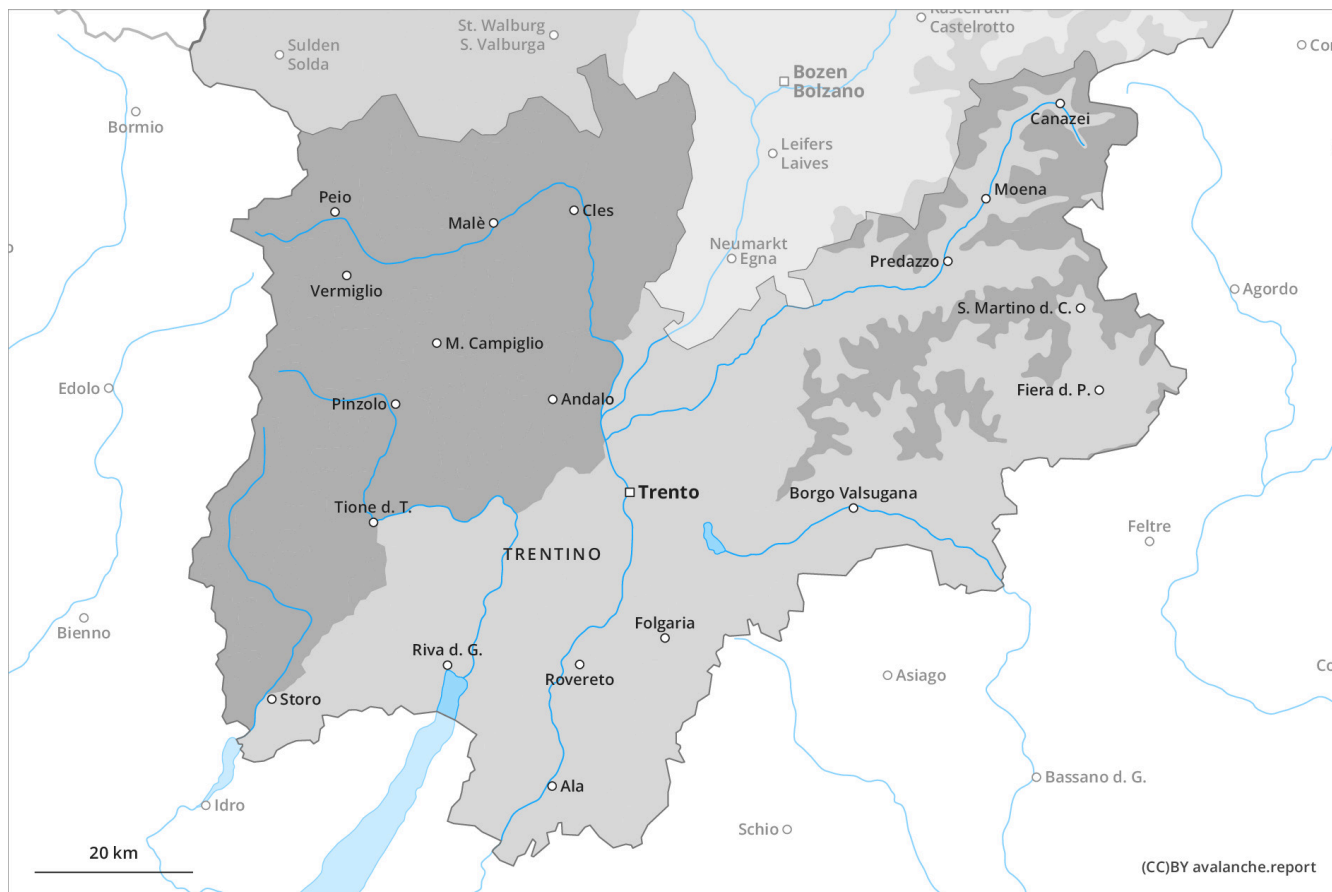 St. Walburg
S. Valburga
Castelrotto
Sulden
Solda
Bozen
Bolzano
Bormio
Canazei
Leifers
Laives
Moena
Peio
Malè
Cles
Neumarkt
Egna
Predazzo
Vermiglio
Agordo
S. Martino d. C.
M. Campiglio
Edolo
Pinzolo
Andalo
Fiera d. P.
Trento
Borgo Valsugana
Tione d. T.
Feltre
TRENTINO
Bienno
Folgaria
Riva d. G.
Rovereto
Asiago
Storo
Ala
Bassano d. G.
Idro
Schio
20 km
(CC)BY avalanche.report